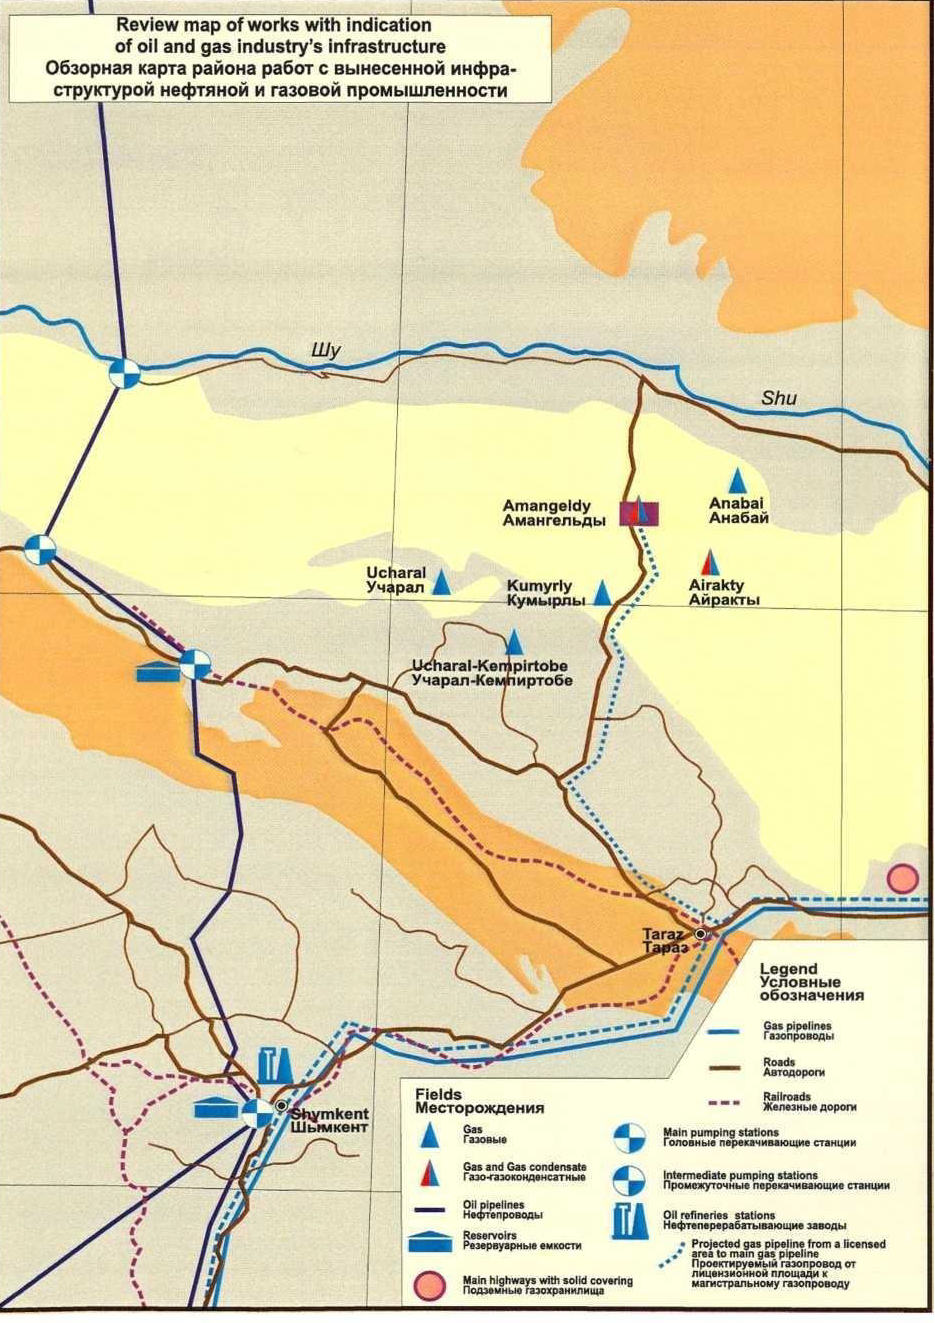 Review map of works with indication
of oil and gas industry's infrastructure
Обзорная карта района работ с вынесенной инфра-
структурой нефтяной и газовой промышленности
Шу
Shu
Amangeldy
Амангельды
Anabai
Анабай
Ucharal
Учарал
Kumyrly
Кумырлы
Airakty
Айракты
Ucharal-Kempirtobe
Учарал-Кемпиртобе
Taraz
Тараз
Shymkent
Шымкент
Legend
Условные
обозначения
Gas pipelines
Газопроводы
Roads
Автодороги
Railroads
Железные дороги
Fields
Месторождения
Gas
Газовые
Gas and Gas condensate
Газо-газоконденсатные
Oil pipelines
Нефтепроводы
Reservoirs
Резервуарные емкости
Main highways with solid covering
Подземные газохранилища
Main pumping stations
Головные перекачивающие станции
Intermediate pumping stations
Промежуточные перекачивающие станции
Oil refineries stations
Нефтеперерабатывающие заводы
Projected gas pipeline from a licensed
area to main gas pipeline
Проектируемый газопровод от
лицензионной площади к
магистральному газопроводу